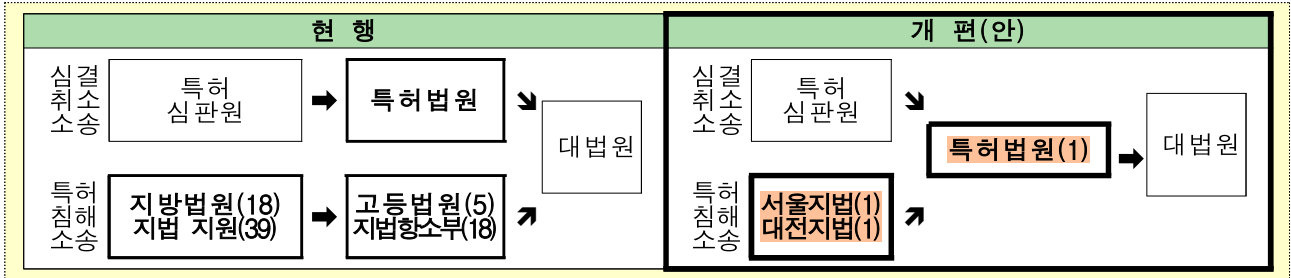 현 행
개 편(안)
심결
취소
소송
특허
심판원
➡
특허법원
대법원
특허
침해
소송
지방법원(18)
지법 지원(39)
➡
고등법원(5)
지법항소부(18)
심결
취소
소송
특허
심판원
특허법원(1)
➡
대법원
특허
침해
소송
서울지법(1)
대전지법(1)